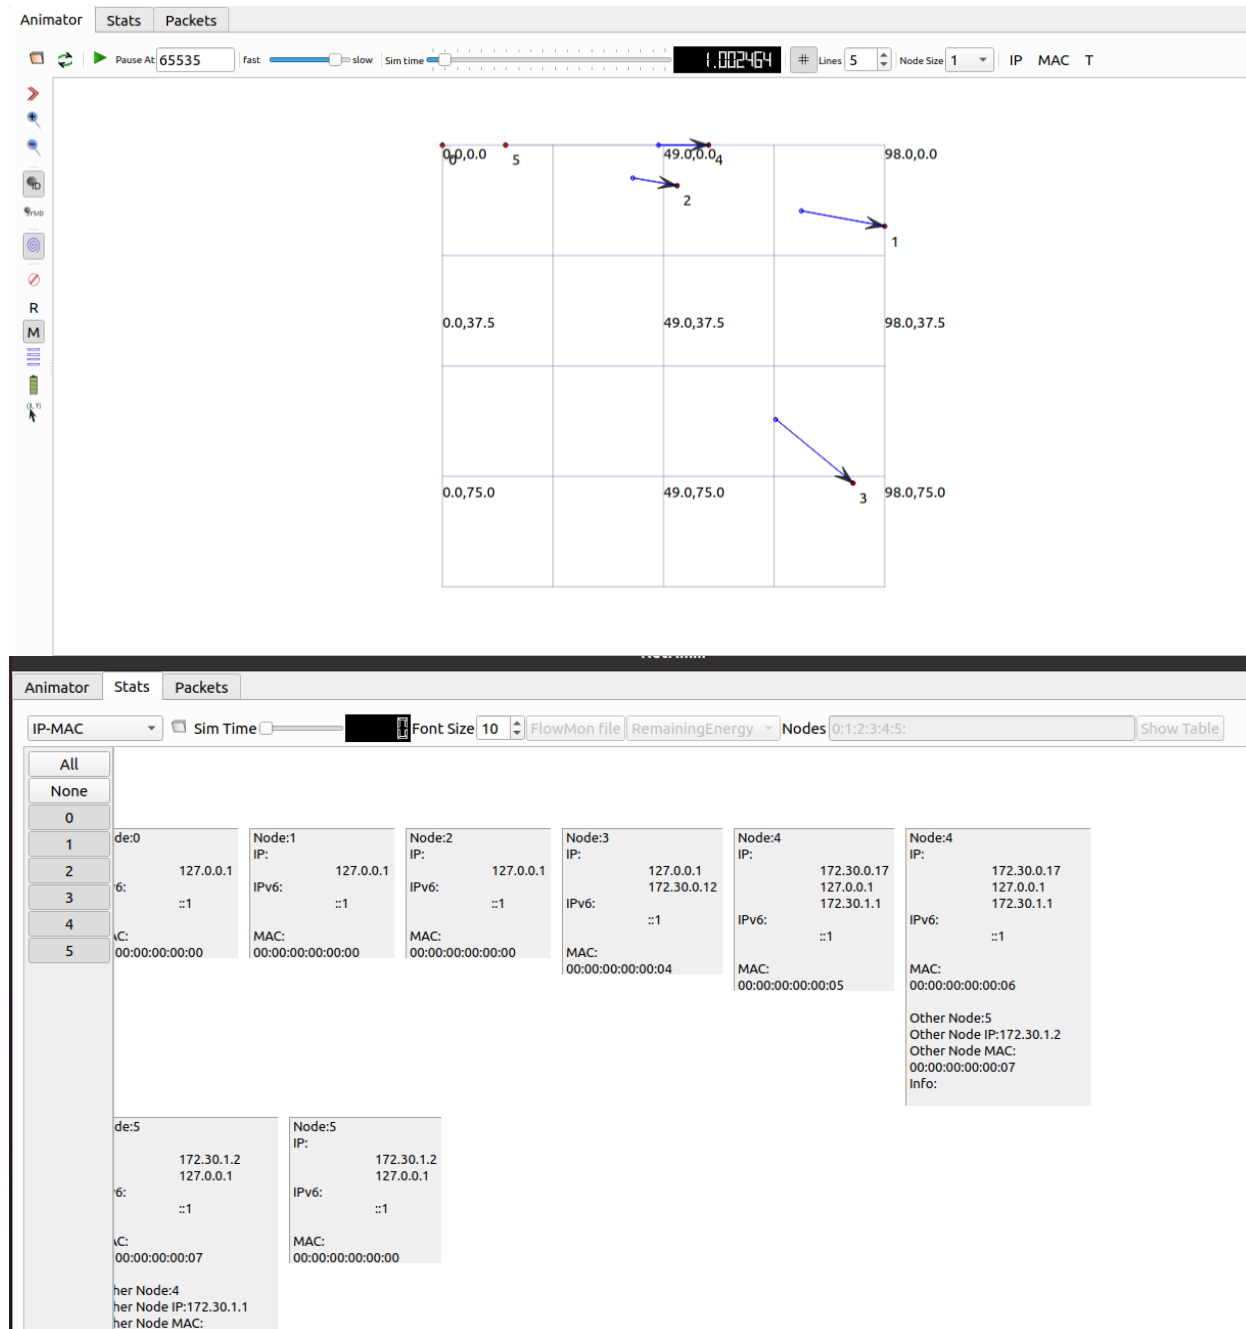 Animator Stats Packets
Pause At 65535 fast slow Sim time 1.002464 # Lines 5 Node Size 1 IP MAC T
ID
SYSID
R
M
(X, Y)
0.0,0.0 49.0,0.0 98.0,0.0
0 5 4
2
1
0.0,37.5 49.0,37.5 98.0,37.5
0.0,75.0 49.0,75.0 98.0,75.0
3
Animator Stats Packets
IP-MAC Sim Time 0 Font Size 10 FlowMon file RemainingEnergy Nodes 0:1:2:3:4:5: Show Table
All
None
0
1
2
3
4
5
de:0
127.0.0.1
6:
::1
AC:
00:00:00:00:00
Node:1
IP:
127.0.0.1
IPv6:
::1
MAC:
00:00:00:00:00:00
Node:2
IP:
127.0.0.1
IPv6:
::1
MAC:
00:00:00:00:00:00
Node:3
IP:
127.0.0.1
172.30.0.12
IPv6:
::1
MAC:
00:00:00:00:00:04
Node:4
IP:
172.30.0.17
127.0.0.1
172.30.1.1
IPv6:
::1
MAC:
00:00:00:00:00:05
Node:4
IP:
172.30.0.17
127.0.0.1
172.30.1.1
IPv6:
::1
MAC:
00:00:00:00:00:06
Other Node:5
Other Node IP:172.30.1.2
Other Node MAC:
00:00:00:00:00:07
Info:
de:5
172.30.1.2
127.0.0.1
v6:
::1
AC:
00:00:00:00:07
her Node:4
her Node IP:172.30.1.1
her Node MAC:
Node:5
IP:
172.30.1.2
127.0.0.1
IPv6:
::1
MAC:
00:00:00:00:00:00